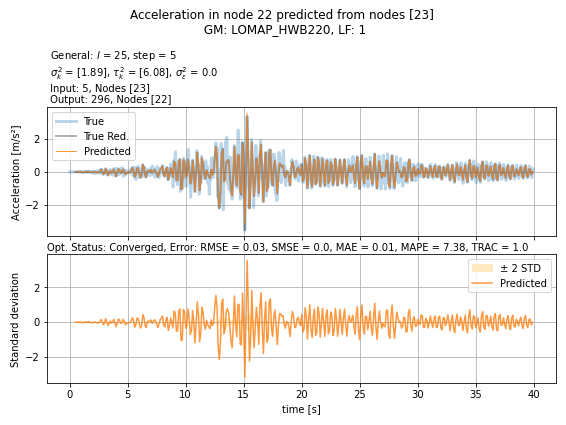 Acceleration in node 22 predicted from nodes [23]
GM: LOMAP_HWB220, LF: 1
General: l = 25, step = 5
σ²ₖ = [1.89], τ²ₖ = [6.08], σ²ε = 0.0
Input: 5, Nodes [23]
Output: 296, Nodes [22]
True
True Red.
Predicted
Acceleration [m/s²]
2
0
−2
Opt. Status: Converged, Error: RMSE = 0.03, SMSE = 0.0, MAE = 0.01, MAPE = 7.38, TRAC = 1.0
± 2 STD
Predicted
Standard deviation
2
0
−2
0 5 10 15 20 25 30 35 40
time [s]